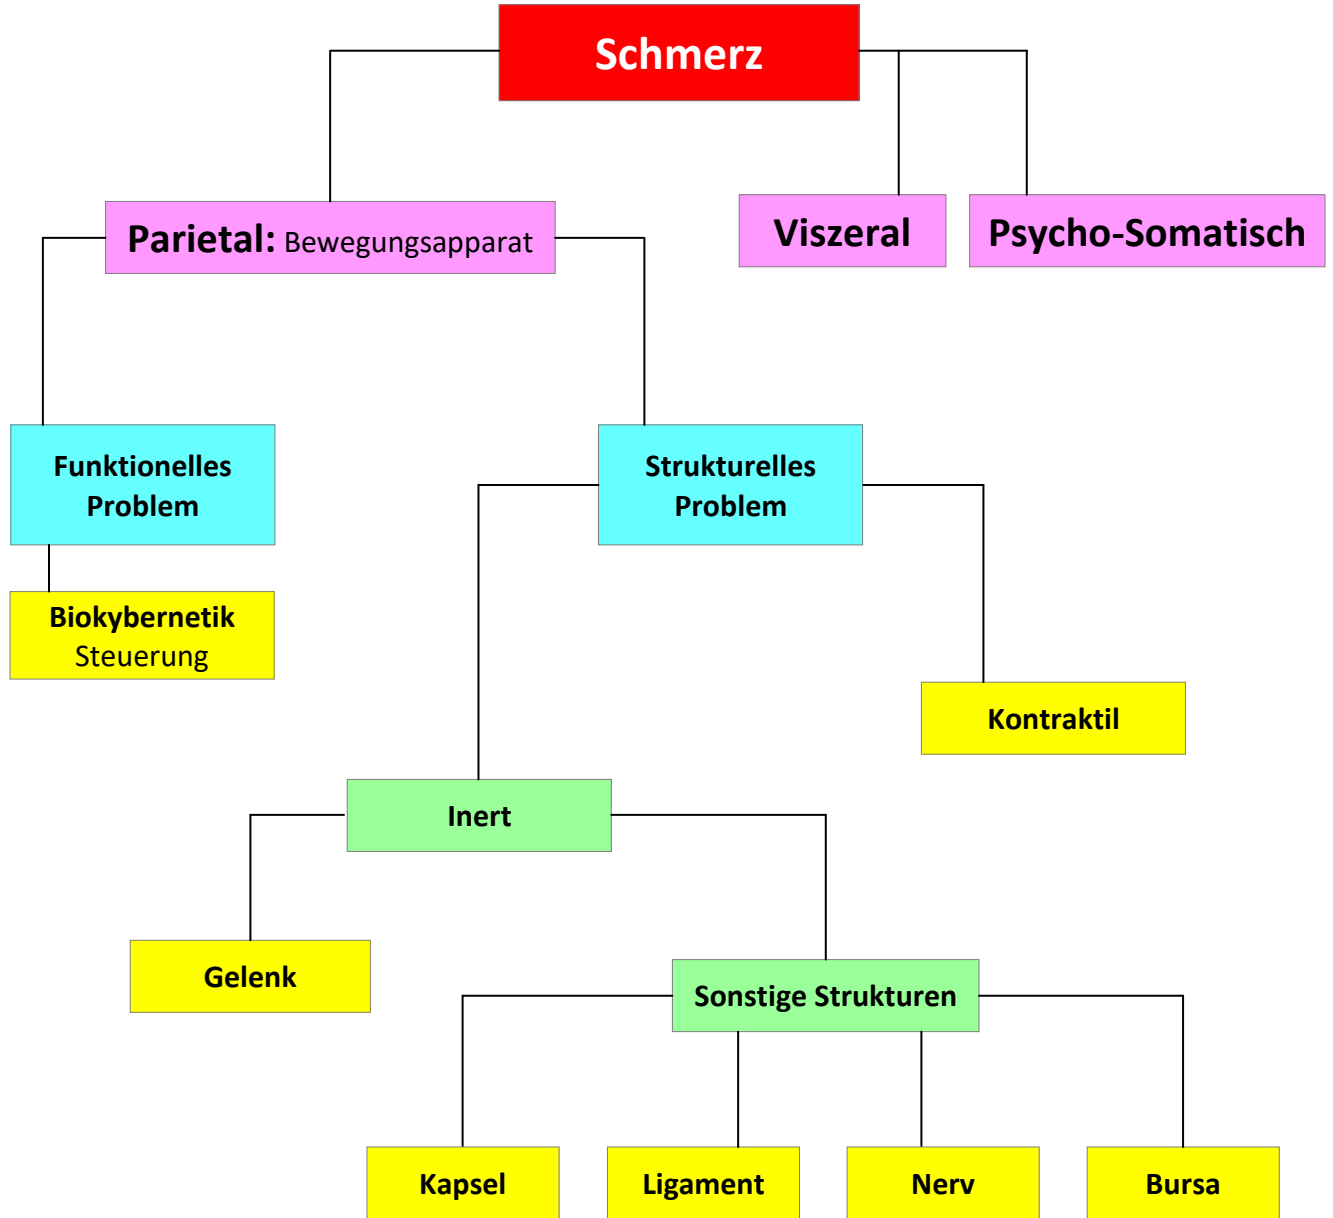 Schmerz
Parietal: Bewegungsapparat
Viszeral
Psycho-Somatisch
Funktionelles
Problem
Strukturelles
Problem
Biokybernetik
Steuerung
Kontraktil
Inert
Gelenk
Sonstige Strukturen
Kapsel
Ligament
Nerv
Bursa